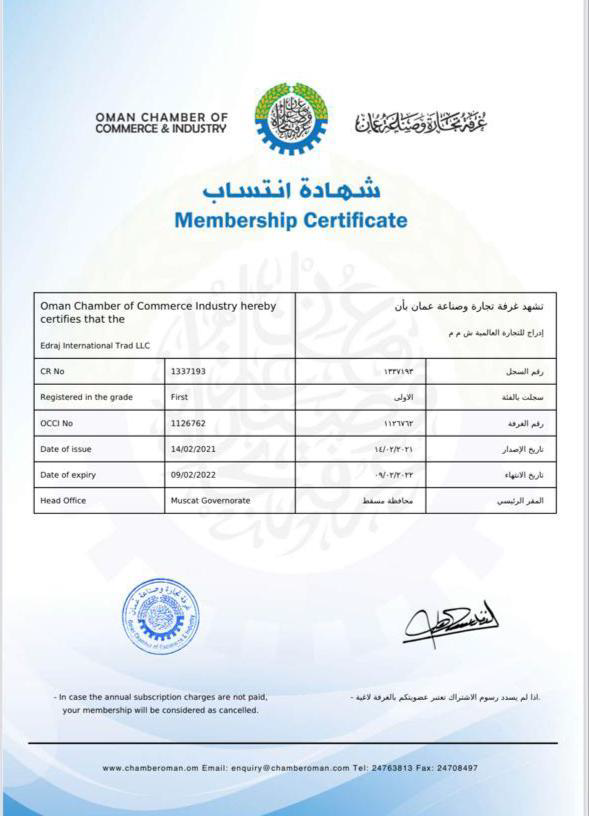 OMAN CHAMBER OF
COMMERCE & INDUSTRY
غرفة تجارة وصناعة عمان
شهادة انتساب
Membership Certificate
Oman Chamber of Commerce Industry hereby
certifies that the
Edraj International Trad LLC
تشهد غرفة تجارة وصناعة عمان بأن
إدراج للتجارة العالمية ش م م
CR No 1337193 ١٣٣٧١٩٣ رقم السجل
Registered in the grade First الاولى سجلت بالفئة
OCCI No 1126762 ١١٢٦٧٦٢ رقم الغرفة
Date of issue 14/02/2021 ١٤/٠٢/٢٠٢١ تاريخ الإصدار
Date of expiry 09/02/2022 ٠٩/٠٢/٢٠٢٢ تاريخ الانتهاء
Head Office Muscat Governorate محافظة مسقط المقر الرئيسي
غرفة تجارة وصناعة عمان
Oman Chamber of Commerce & Industry
- In case the annual subscription charges are not paid,
your membership will be considered as cancelled.
- اذا لم يسدد رسوم الاشتراك تعتبر عضويتكم بالغرفة لاغية.
www.chamberoman.om Email: enquiry@chamberoman.com Tel: 24763813 Fax: 24708497